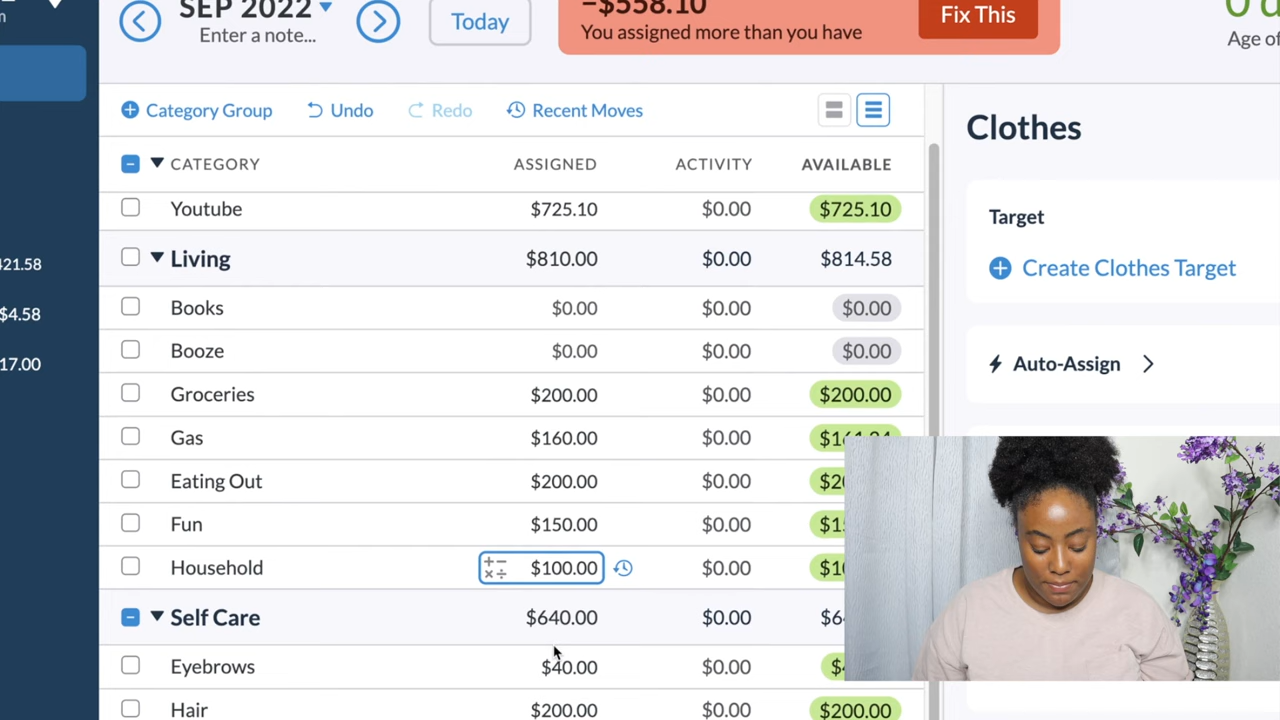 SEP 2022
Enter a note...
Today
–$558.10
You assigned more than you have
Fix This
Age of
Category Group
Undo
Redo
Recent Moves
CATEGORY ASSIGNED ACTIVITY AVAILABLE
Youtube $725.10 $0.00 $725.10
Living $810.00 $0.00 $814.58
Books $0.00 $0.00 $0.00
Booze $0.00 $0.00 $0.00
Groceries $200.00 $0.00 $200.00
Gas $160.00 $0.00
Eating Out $200.00 $0.00
Fun $150.00 $0.00
Household $100.00 $0.00
Self Care $640.00 $0.00
Eyebrows $40.00 $0.00
Hair $200.00 $0.00 $200.00
421.58
$4.58
17.00
Clothes
Target
Create Clothes Target
Auto-Assign